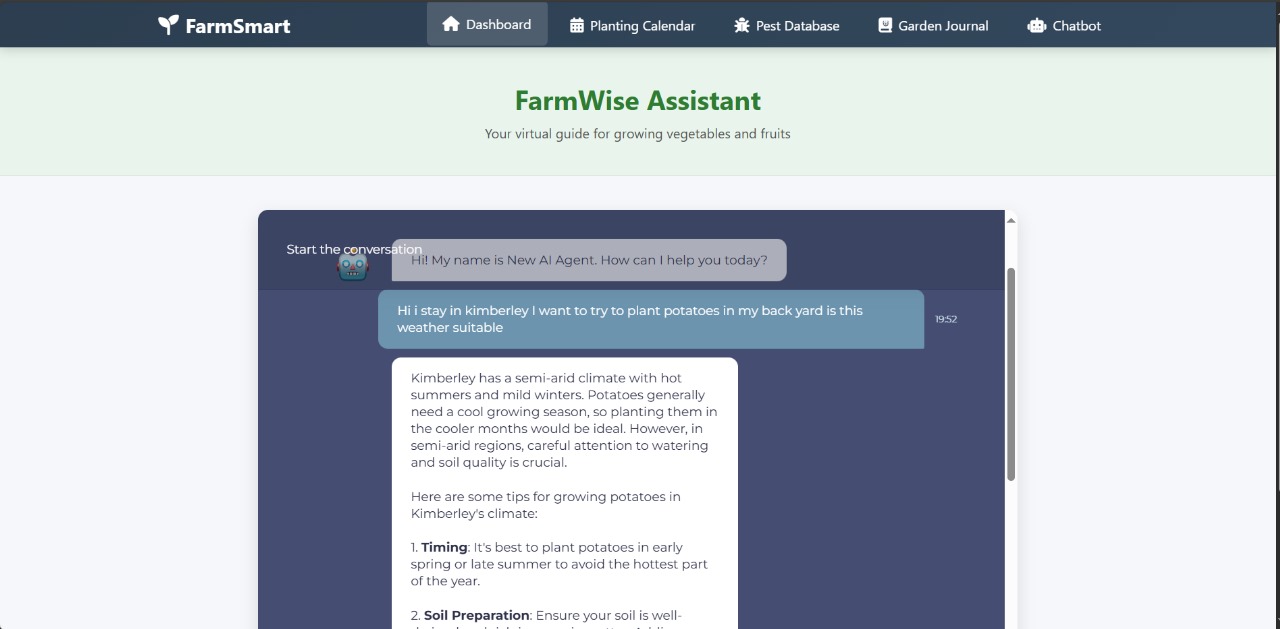 FarmSmart
Dashboard
Planting Calendar
Pest Database
Garden Journal
Chatbot
FarmWise Assistant
Your virtual guide for growing vegetables and fruits
Start the conversation
Hi! My name is New AI Agent. How can I help you today?
Hi i stay in kimberley I want to try to plant potatoes in my back yard is this
weather suitable
19:52
Kimberley has a semi-arid climate with hot
summers and mild winters. Potatoes generally
need a cool growing season, so planting them in
the cooler months would be ideal. However, in
semi-arid regions, careful attention to watering
and soil quality is crucial.
Here are some tips for growing potatoes in
Kimberley's climate:
1. Timing: It's best to plant potatoes in early
spring or late summer to avoid the hottest part
of the year.
2. Soil Preparation: Ensure your soil is well-